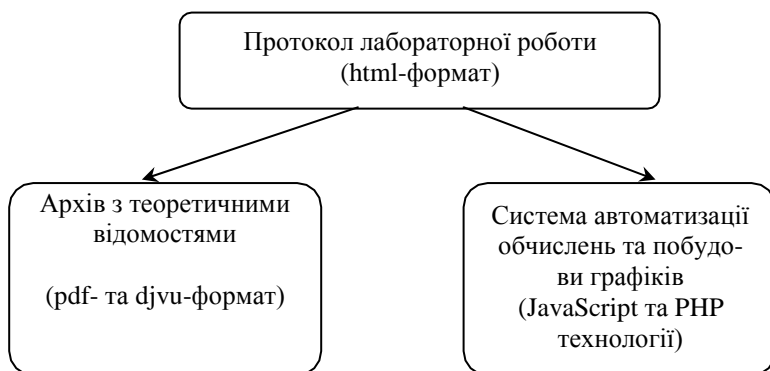 Протокол лабораторної роботи
(html-формат)
Архів з теоретичними
відомостями
(pdf- та djvu-формат)
Система автоматизації
обчислень та побудо-
ви графіків
(JavaScript та PHP
технології)